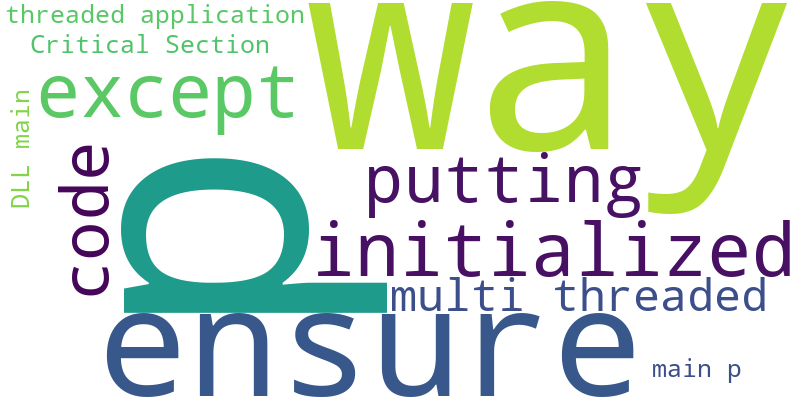 threaded application
Critical Section
way
except
DLL main
code
p
putting
initialized
multi threaded
ensure
main p